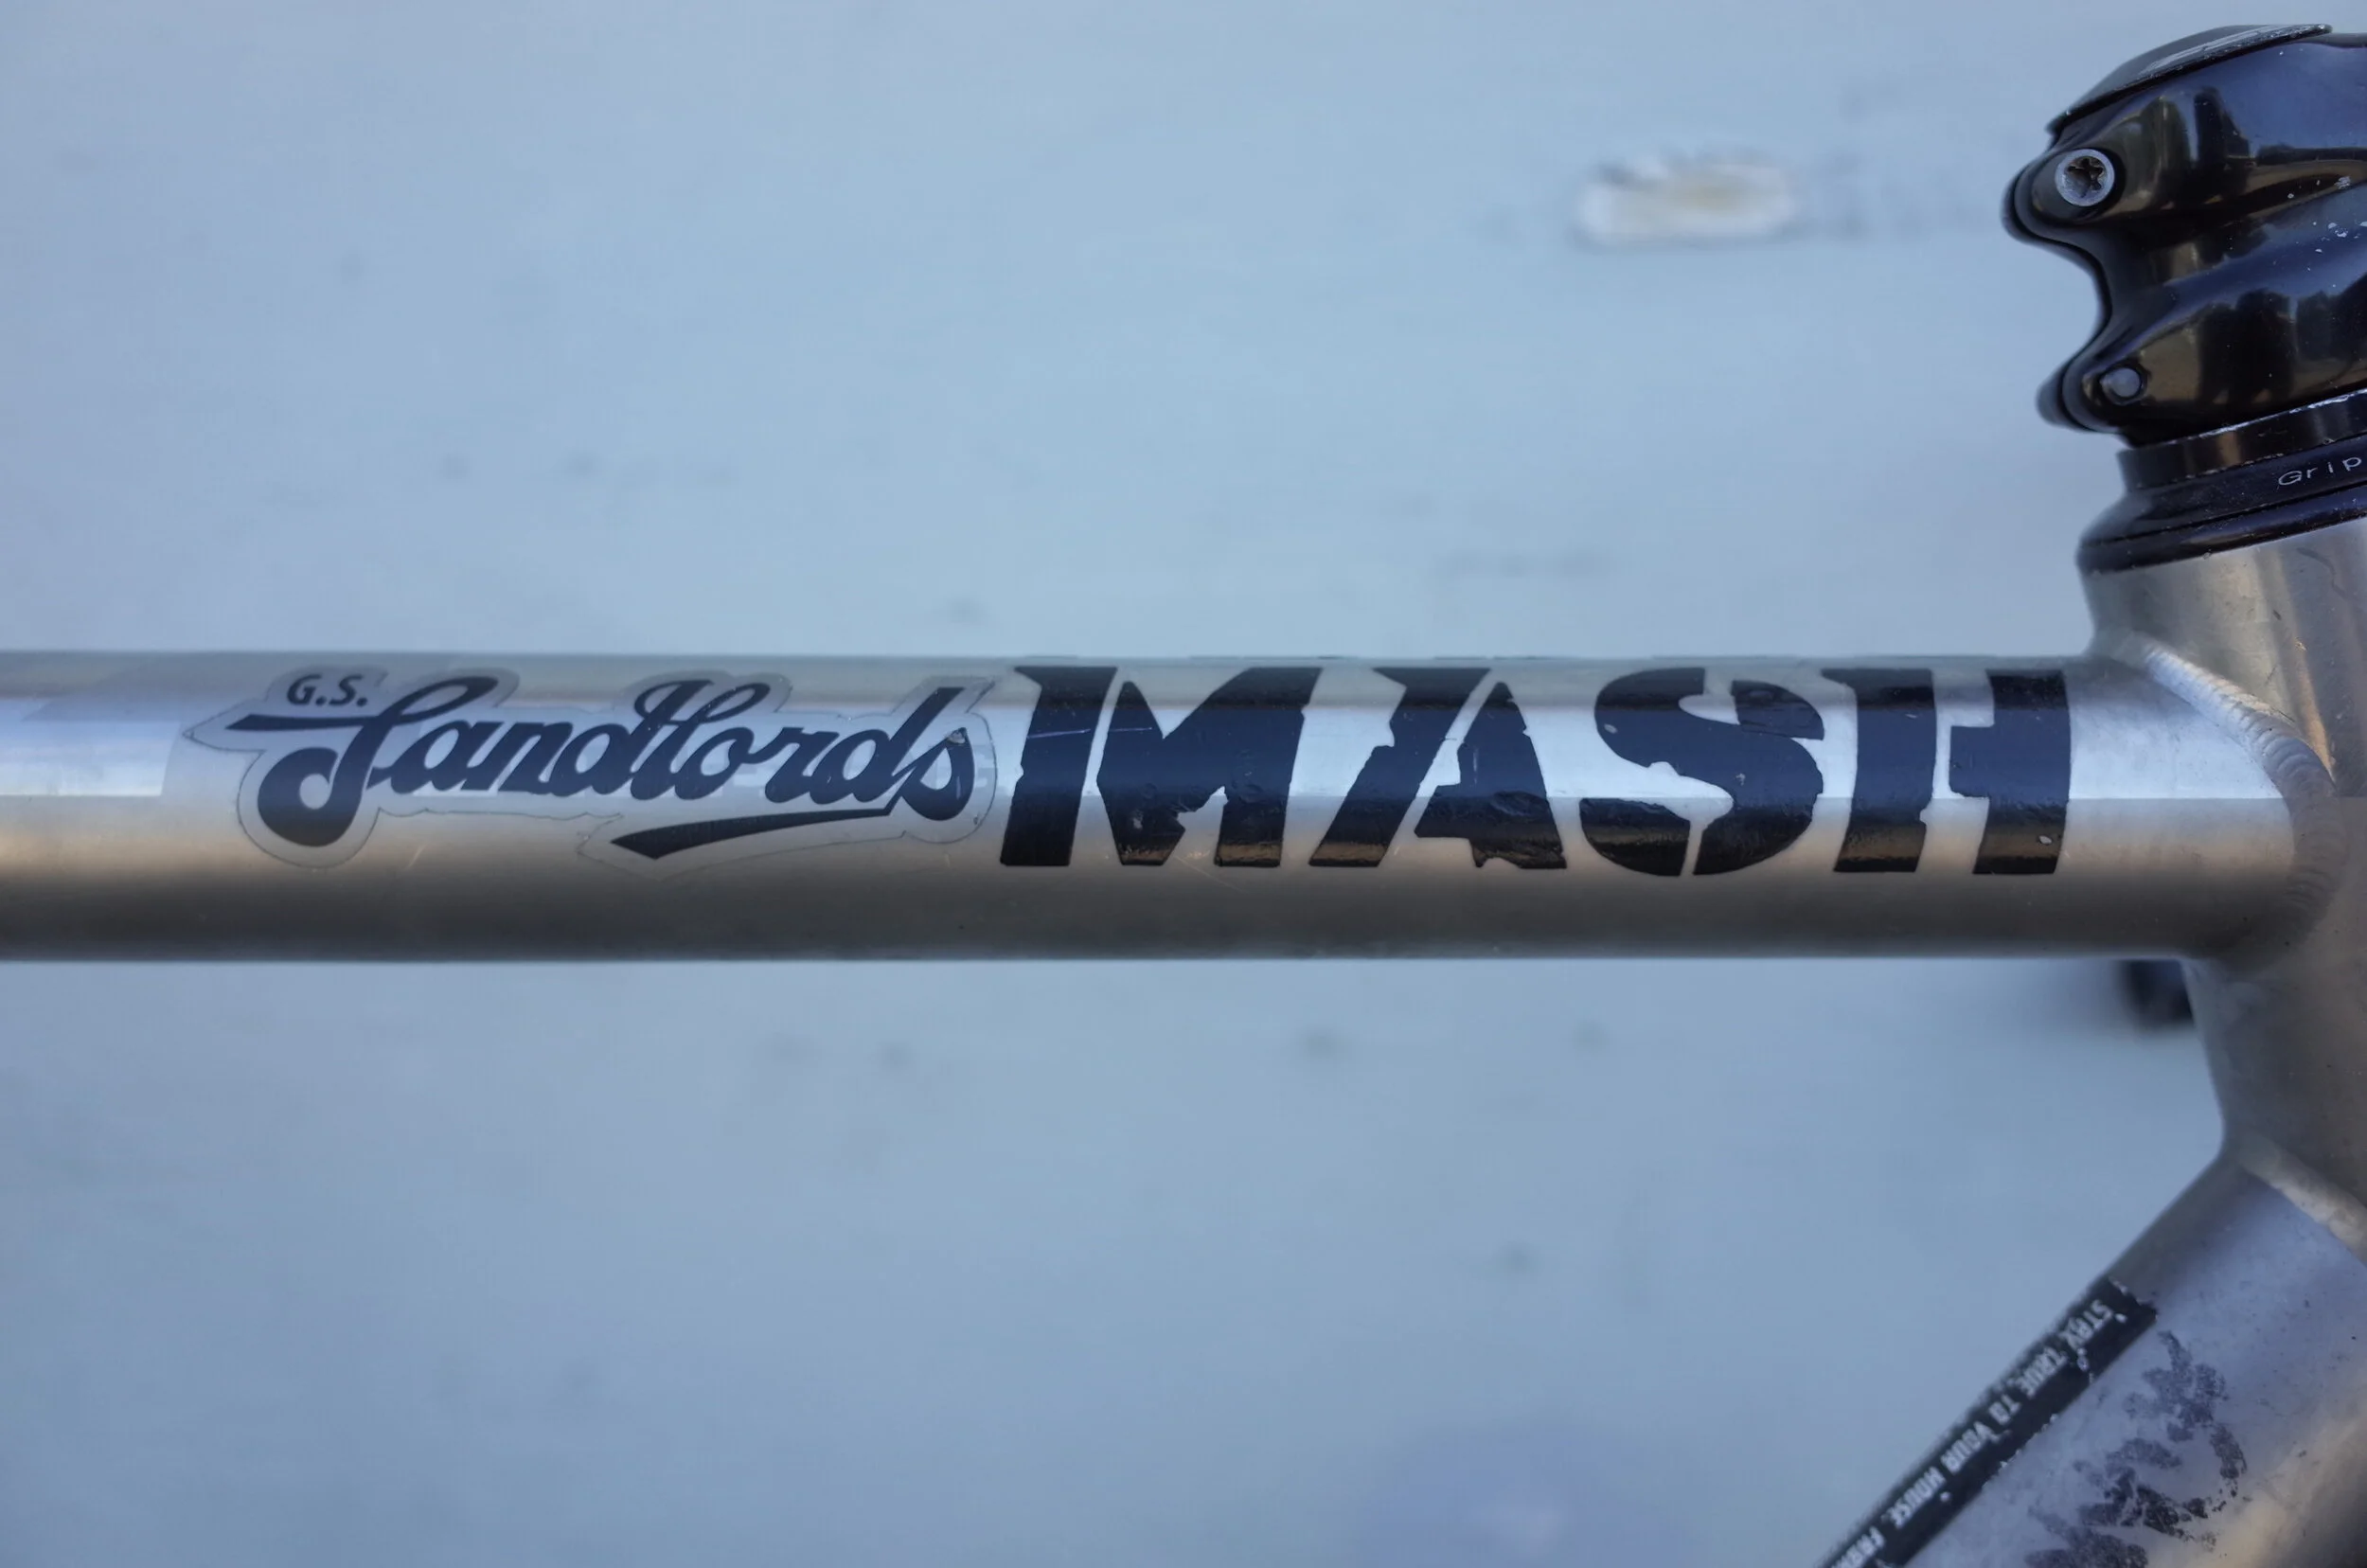 Grip
G.S.
Landlords
MASH
STAY TRUE TO YOUR HOUSE.